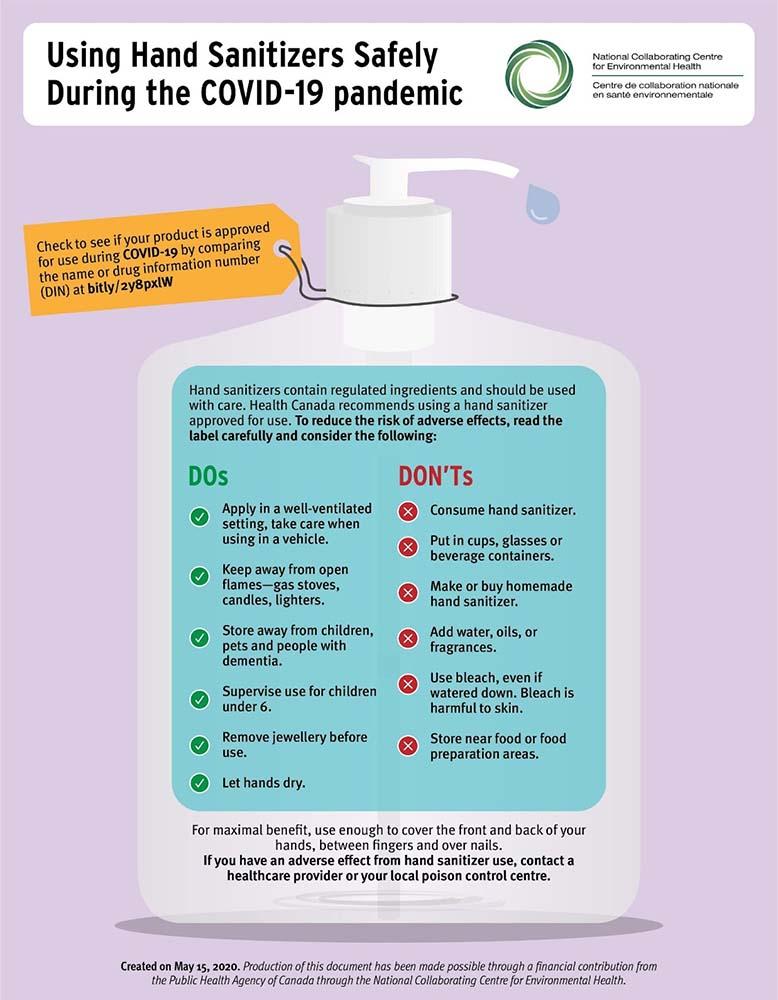 Using Hand Sanitizers Safely
During the COVID-19 pandemic
National Collaborating Centre
for Environmental Health
Centre de collaboration nationale
en santé environnementale
Check to see if your product is approved
for use during COVID-19 by comparing
the name or drug information number
(DIN) at bitly/2y8pxlW
Hand sanitizers contain regulated ingredients and should be used
with care. Health Canada recommends using a hand sanitizer
approved for use. To reduce the risk of adverse effects, read the
label carefully and consider the following:
DOs
Apply in a well-ventilated
setting, take care when
using in a vehicle.
Keep away from open
flames—gas stoves,
candles, lighters.
Store away from children,
pets and people with
dementia.
Supervise use for children
under 6.
Remove jewellery before
use.
Let hands dry.
DON'Ts
Consume hand sanitizer.
Put in cups, glasses or
beverage containers.
Make or buy homemade
hand sanitizer.
Add water, oils, or
fragrances.
Use bleach, even if
watered down. Bleach is
harmful to skin.
Store near food or food
preparation areas.
For maximal benefit, use enough to cover the front and back of your
hands, between fingers and over nails.
If you have an adverse effect from hand sanitizer use, contact a
healthcare provider or your local poison control centre.
Created on May 15, 2020. Production of this document has been made possible through a financial contribution from
the Public Health Agency of Canada through the National Collaborating Centre for Environmental Health.